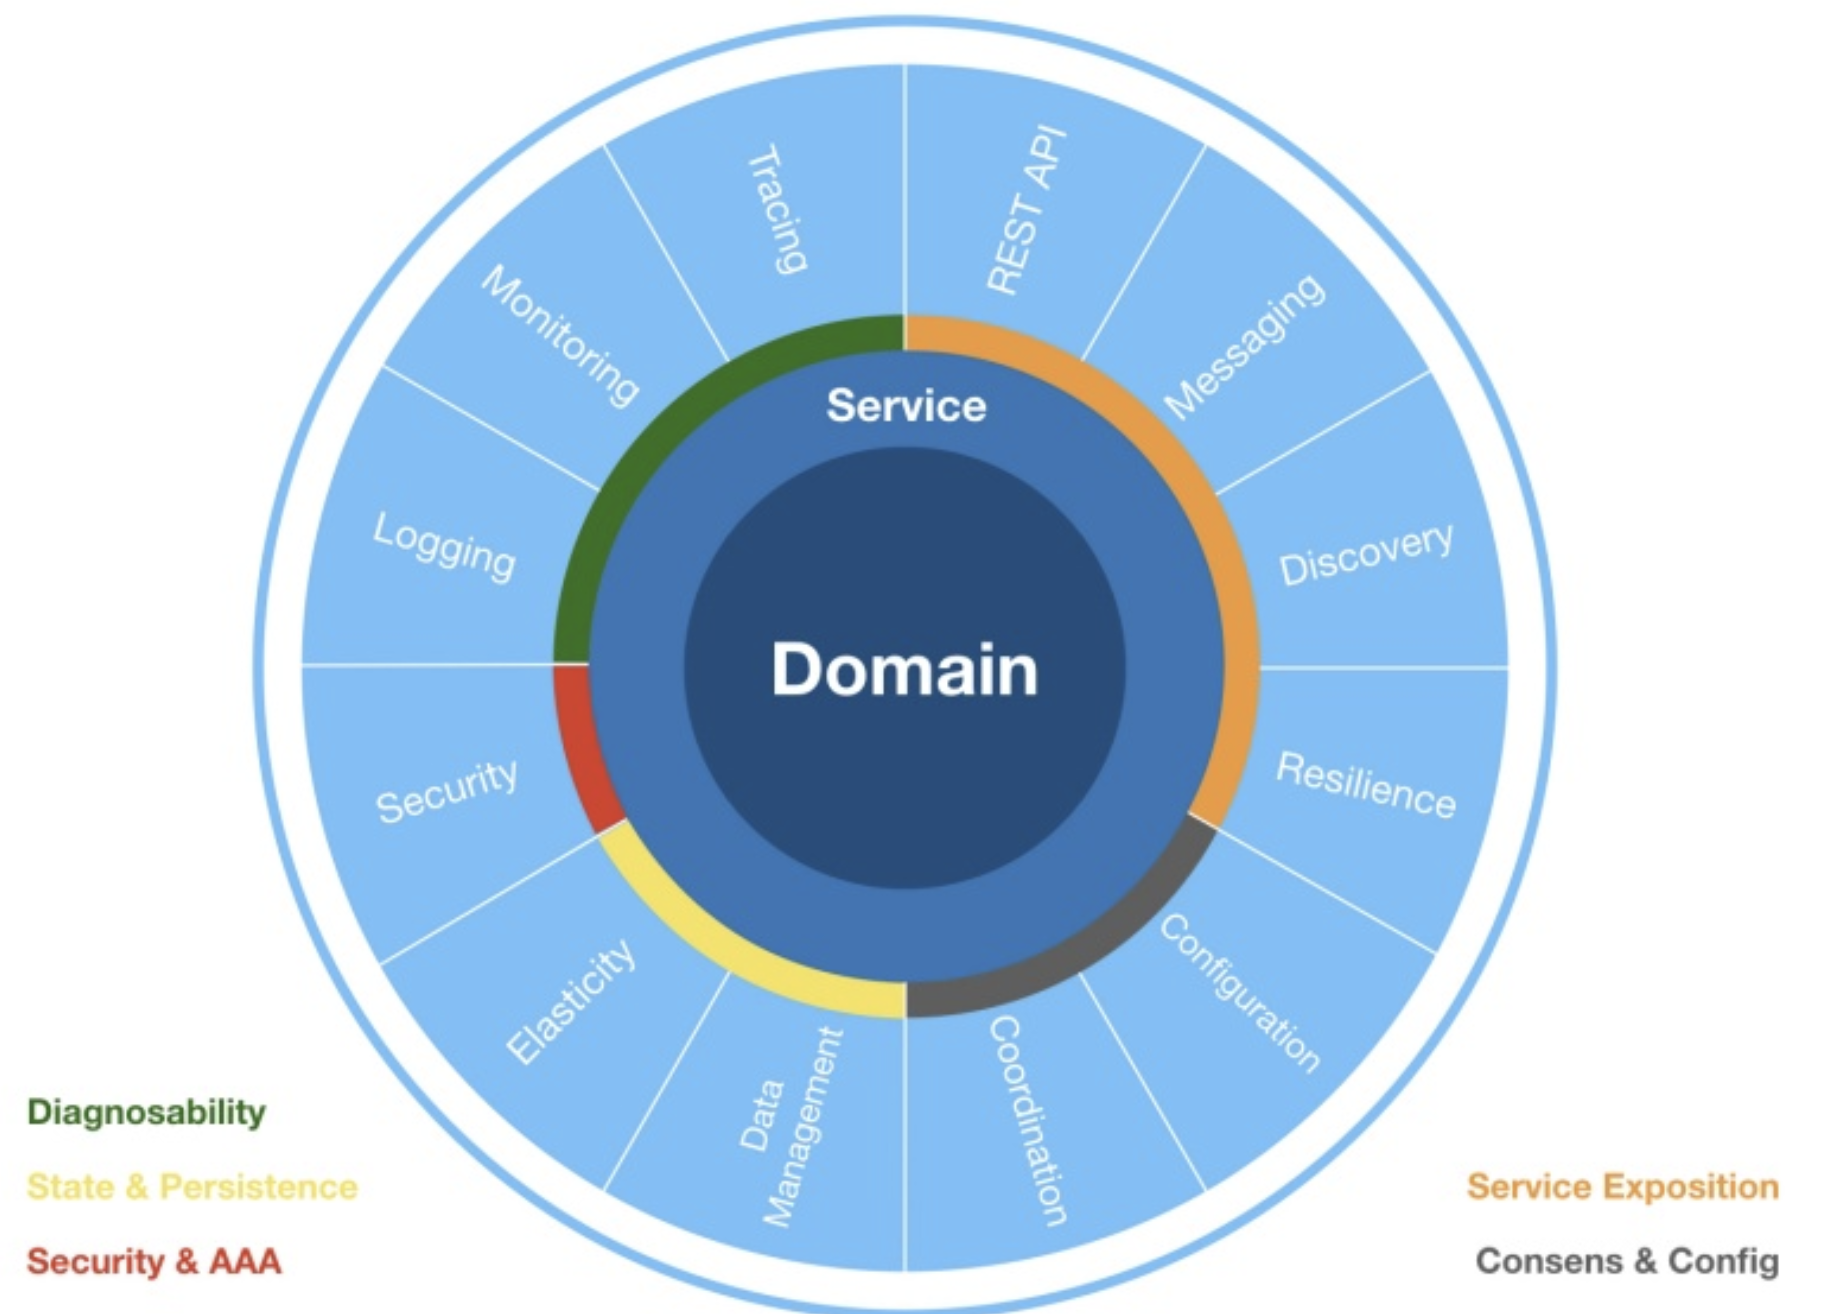 Tracing
REST API
Monitoring
Messaging
Service
Logging
Discovery
Domain
Security
Resilience
Elasticity
Configuration
Data
Management
Coordination
Diagnosability
State & Persistence
Security & AAA
Service Exposition
Consens & Config